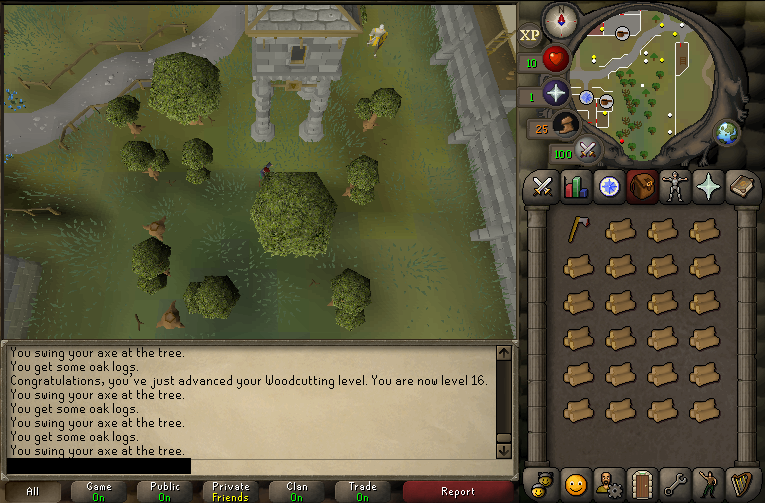 N
XP
10
1
25
100
You swing your axe at the tree.
You get some oak logs.
Congratulations, you've just advanced your Woodcutting level. You are now level 16.
You swing your axe at the tree.
You get some oak logs.
You swing your axe at the tree.
You get some oak logs.
You swing your axe at the tree.
All
Game
On
Public
On
Private
Friends
Clan
On
Trade
On
Report